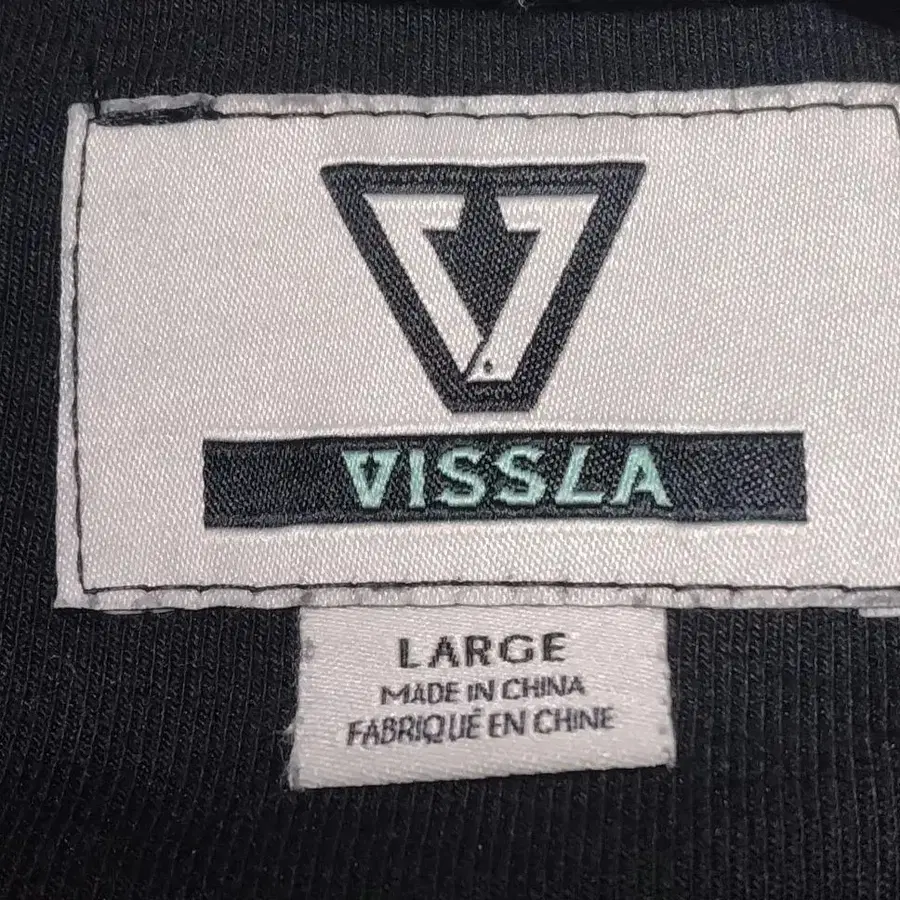 VISSLA
LARGE
MADE IN CHINA
FABRIQUÉ EN CHINE